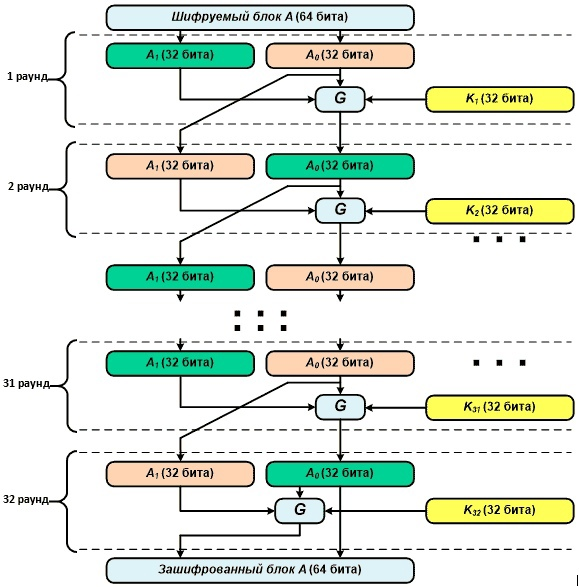 Шифруемый блок A (64 бита)
1 раунд
A1 (32 бита)
A0 (32 бита)
G
K1 (32 бита)
2 раунд
A1 (32 бита)
A0 (32 бита)
G
K2 (32 бита)
A1 (32 бита)
A0 (32 бита)
31 раунд
A1 (32 бита)
A0 (32 бита)
G
K31 (32 бита)
32 раунд
A1 (32 бита)
A0 (32 бита)
G
K32 (32 бита)
Зашифрованный блок A (64 бита)